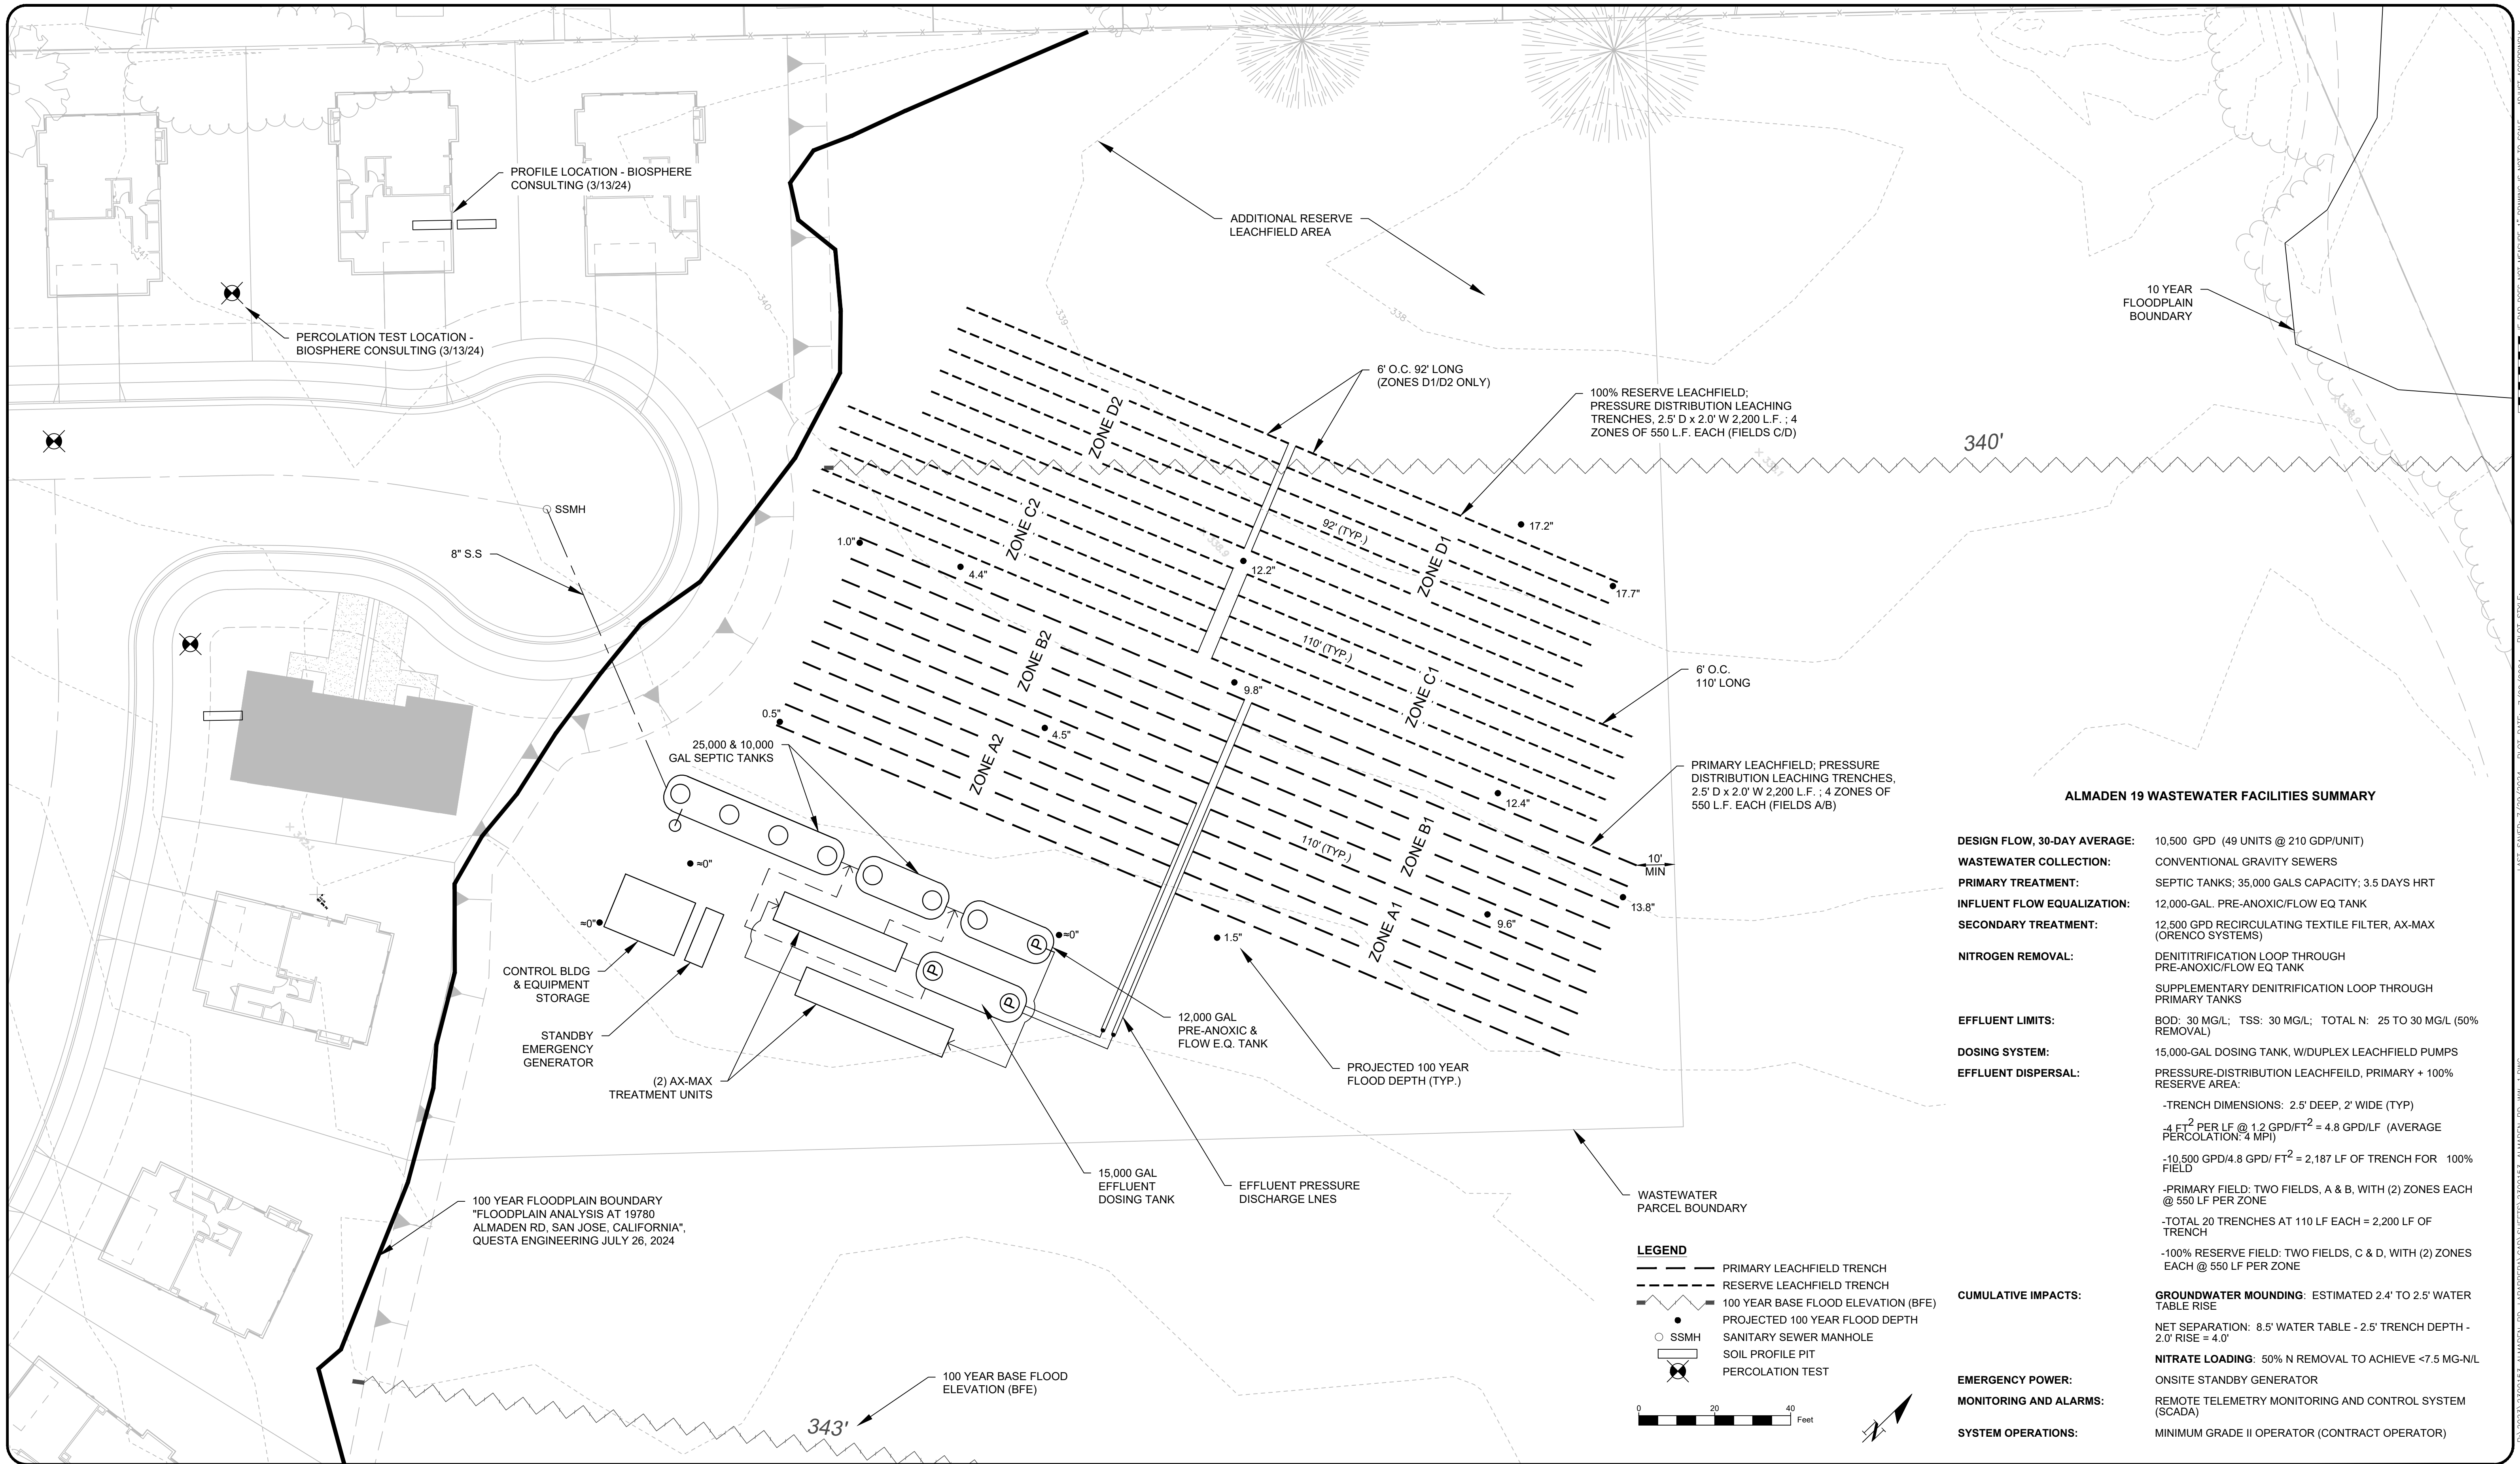 PROFILE LOCATION - BIOSPHERE
CONSULTING (3/13/24)
PERCOLATION TEST LOCATION -
BIOSPHERE CONSULTING (3/13/24)
341
340
ADDITIONAL RESERVE
LEACHFIELD AREA
339
338
10 YEAR
FLOODPLAIN
BOUNDARY
6' O.C. 92' LONG
(ZONES D1/D2 ONLY)
100% RESERVE LEACHFIELD;
PRESSURE DISTRIBUTION LEACHING
TRENCHES, 2.5' D x 2.0' W 2,200 L.F. ; 4
ZONES OF 550 L.F. EACH (FIELDS C/D)
340'
SSMH
8" S.S
ZONE D2
ZONE C2
ZONE B2
ZONE A2
ZONE D1
ZONE C1
ZONE B1
ZONE A1
92' (TYP.)
110' (TYP.)
110' (TYP.)
338.9
17.2"
17.7"
12.2"
1.0"
4.4"
9.8"
0.5"
4.5"
12.4"
13.8"
9.6"
1.5"
≈0"
≈0"
≈0"
6' O.C.
110' LONG
PRIMARY LEACHFIELD; PRESSURE
DISTRIBUTION LEACHING TRENCHES,
2.5' D x 2.0' W 2,200 L.F. ; 4 ZONES OF
550 L.F. EACH (FIELDS A/B)
10'
MIN
25,000 & 10,000
GAL SEPTIC TANKS
P
P
P
CONTROL BLDG
& EQUIPMENT
STORAGE
STANDBY
EMERGENCY
GENERATOR
(2) AX-MAX
TREATMENT UNITS
12,000 GAL
PRE-ANOXIC &
FLOW E.Q. TANK
PROJECTED 100 YEAR
FLOOD DEPTH (TYP.)
15,000 GAL
EFFLUENT
DOSING TANK
EFFLUENT PRESSURE
DISCHARGE LNES
WASTEWATER
PARCEL BOUNDARY
100 YEAR FLOODPLAIN BOUNDARY
"FLOODPLAIN ANALYSIS AT 19780
ALMADEN RD, SAN JOSE, CALIFORNIA",
QUESTA ENGINEERING JULY 26, 2024
100 YEAR BASE FLOOD
ELEVATION (BFE)
343'
LEGEND
PRIMARY LEACHFIELD TRENCH
RESERVE LEACHFIELD TRENCH
100 YEAR BASE FLOOD ELEVATION (BFE)
PROJECTED 100 YEAR FLOOD DEPTH
SSMH SANITARY SEWER MANHOLE
SOIL PROFILE PIT
PERCOLATION TEST
0 20 40
Feet
N
ALMADEN 19 WASTEWATER FACILITIES SUMMARY
DESIGN FLOW, 30-DAY AVERAGE: 10,500 GPD (49 UNITS @ 210 GDP/UNIT)
WASTEWATER COLLECTION: CONVENTIONAL GRAVITY SEWERS
PRIMARY TREATMENT: SEPTIC TANKS; 35,000 GALS CAPACITY; 3.5 DAYS HRT
INFLUENT FLOW EQUALIZATION: 12,000-GAL. PRE-ANOXIC/FLOW EQ TANK
SECONDARY TREATMENT: 12,500 GPD RECIRCULATING TEXTILE FILTER, AX-MAX
(ORENCO SYSTEMS)
NITROGEN REMOVAL: DENITITRIFICATION LOOP THROUGH
PRE-ANOXIC/FLOW EQ TANK
SUPPLEMENTARY DENITRIFICATION LOOP THROUGH
PRIMARY TANKS
EFFLUENT LIMITS: BOD: 30 MG/L; TSS: 30 MG/L; TOTAL N: 25 TO 30 MG/L (50%
REMOVAL)
DOSING SYSTEM: 15,000-GAL DOSING TANK, W/DUPLEX LEACHFIELD PUMPS
EFFLUENT DISPERSAL: PRESSURE-DISTRIBUTION LEACHFEILD, PRIMARY + 100%
RESERVE AREA:
-TRENCH DIMENSIONS: 2.5' DEEP, 2' WIDE (TYP)
-4 FT² PER LF @ 1.2 GPD/FT² = 4.8 GPD/LF (AVERAGE
PERCOLATION: 4 MPI)
-10,500 GPD/4.8 GPD/ FT² = 2,187 LF OF TRENCH FOR 100%
FIELD
-PRIMARY FIELD: TWO FIELDS, A & B, WITH (2) ZONES EACH
@ 550 LF PER ZONE
-TOTAL 20 TRENCHES AT 110 LF EACH = 2,200 LF OF
TRENCH
-100% RESERVE FIELD: TWO FIELDS, C & D, WITH (2) ZONES
EACH @ 550 LF PER ZONE
CUMULATIVE IMPACTS: GROUNDWATER MOUNDING: ESTIMATED 2.4' TO 2.5' WATER
TABLE RISE
NET SEPARATION: 8.5' WATER TABLE - 2.5' TRENCH DEPTH -
2.0' RISE = 4.0'
NITRATE LOADING: 50% N REMOVAL TO ACHIEVE <7.5 MG-N/L
EMERGENCY POWER: ONSITE STANDBY GENERATOR
MONITORING AND ALARMS: REMOTE TELEMETRY MONITORING AND CONTROL SYSTEM
(SCADA)
SYSTEM OPERATIONS: MINIMUM GRADE II OPERATOR (CONTRACT OPERATOR)